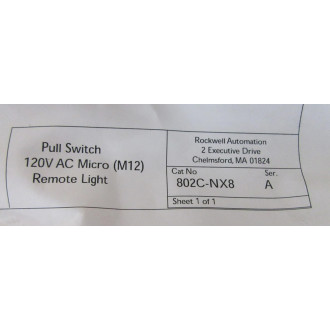 Pull Switch
120V AC Micro (M12)
Remote Light
Rockwell Automation
2 Executive Drive
Chelmsford, MA 01824
Cat No Ser.
802C-NX8 A
Sheet 1 of 1